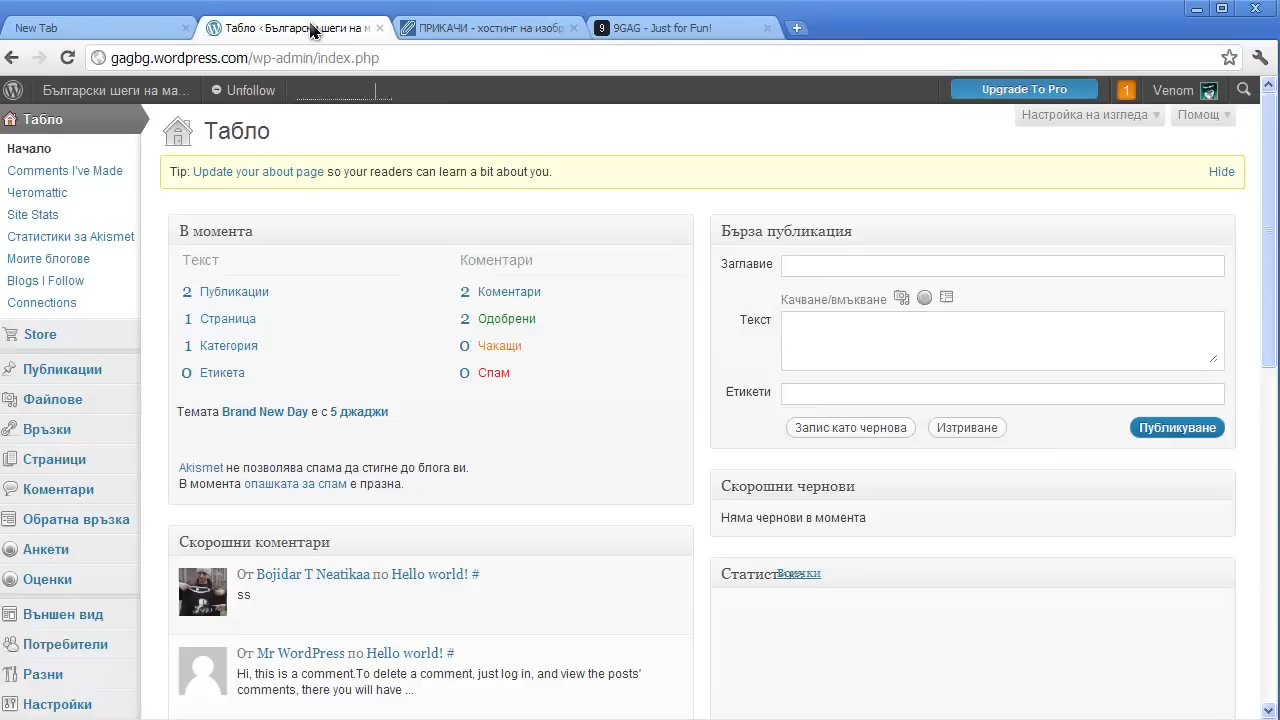 New Tab
Табло ‹ Български шеги на м
ПРИКАЧИ - хостинг на изобр
9GAG - Just for Fun!
gagbg.wordpress.com/wp-admin/index.php
Български шеги на ма...
Unfollow
Upgrade To Pro
1
Venom
Табло
Настройка на изгледа
Помощ
Табло
Начало
Comments I've Made
Четоmattic
Site Stats
Статистики за Akismet
Моите блогове
Blogs I Follow
Connections
Store
Публикации
Файлове
Връзки
Страници
Коментари
Обратна връзка
Анкети
Оценки
Външен вид
Потребители
Разни
Настройки
Tip: Update your about page so your readers can learn a bit about you.
Hide
В момента
Текст
Коментари
2 Публикации
2 Коментари
1 Страница
2 Одобрени
1 Категория
0 Чакащи
0 Етикета
0 Спам
Темата Brand New Day е с 5 джаджи
Akismet не позволява спама да стигне до блога ви.
В момента опашката за спам е празна.
Скорошни коментари
От Bojidar T Neatikaa по Hello world! #
ss
От Mr WordPress по Hello world! #
Hi, this is a comment.To delete a comment, just log in, and view the posts'
comments, there you will have ...
Бърза публикация
Заглавие
Качване/вмъкване
Текст
Етикети
Запис като чернова
Изтриване
Публикуване
Скорошни чернови
Няма чернови в момента
Всички